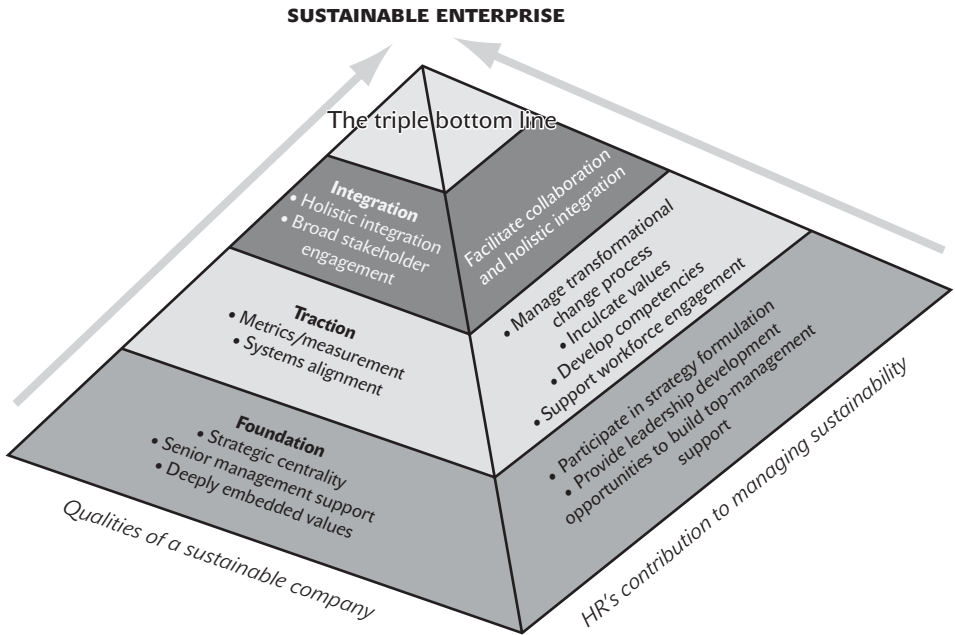 SUSTAINABLE ENTERPRISE
The triple bottom line
Integration
• Holistic integration
• Broad stakeholder
engagement
Facilitate collaboration
and holistic integration
Traction
• Metrics/measurement
• Systems alignment
• Manage transformational
change process
• Inculcate values
• Develop competencies
• Support workforce engagement
Foundation
• Strategic centrality
• Senior management support
• Deeply embedded values
• Participate in strategy formulation
• Provide leadership development
opportunities to build top-management
support
Qualities of a sustainable company
HR's contribution to managing sustainability